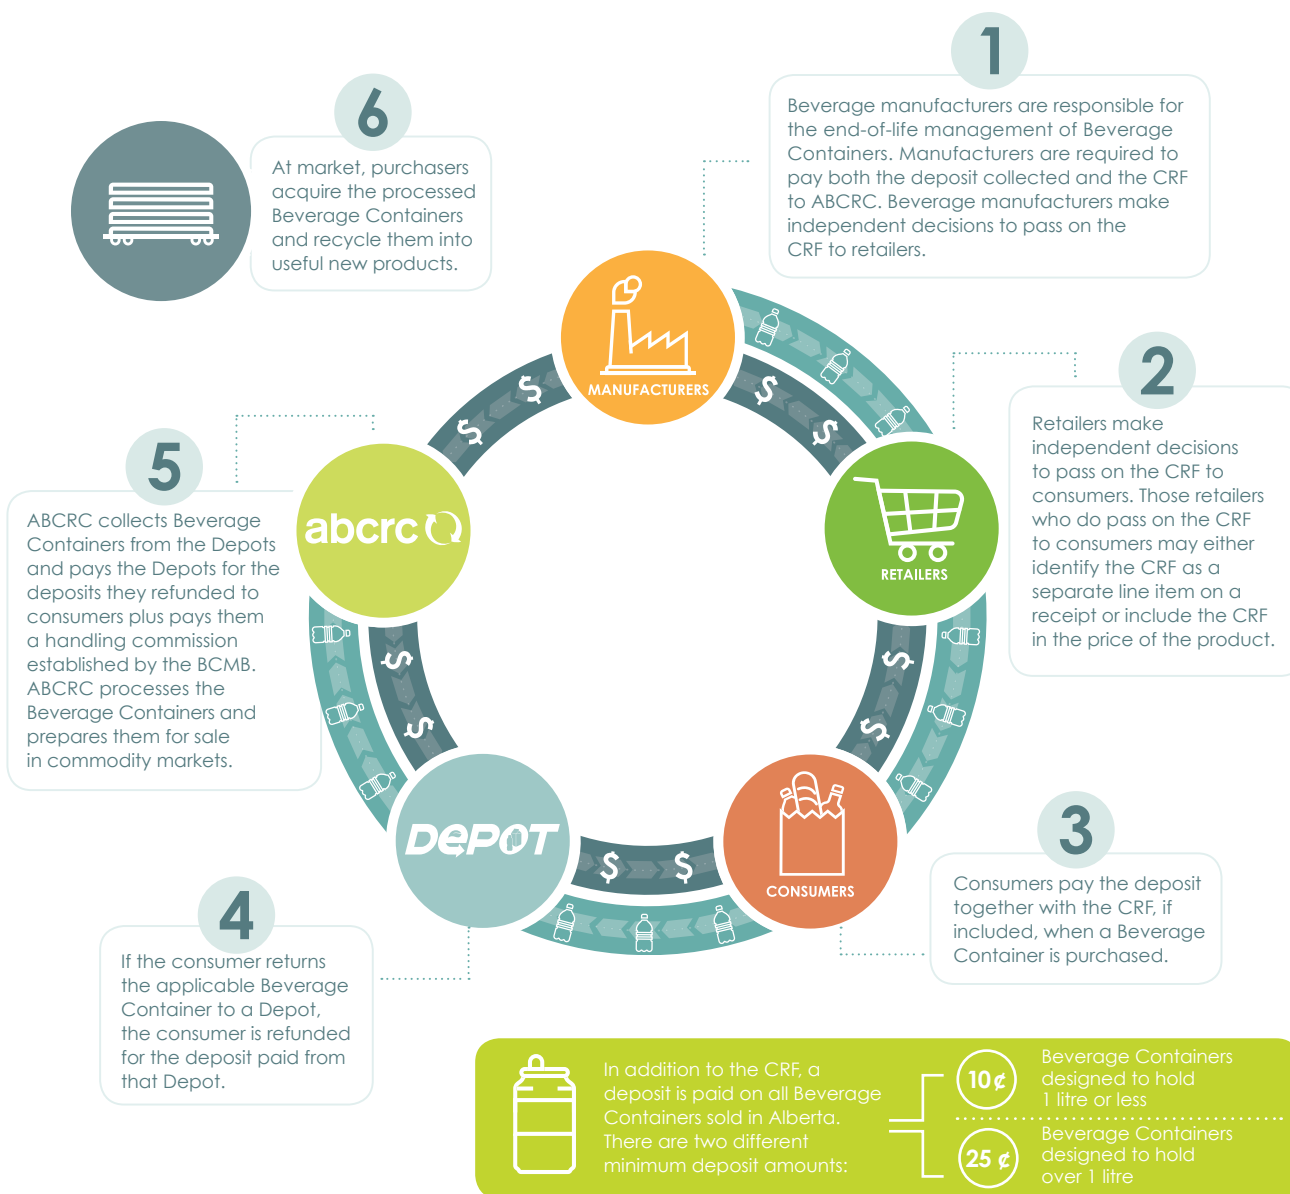 1
Beverage manufacturers are responsible for
the end-of-life management of Beverage
Containers. Manufacturers are required to
pay both the deposit collected and the CRF
to ABCRC. Beverage manufacturers make
independent decisions to pass on the
CRF to retailers.
2
Retailers make
independent decisions
to pass on the CRF to
consumers. Those retailers
who do pass on the CRF
to consumers may either
identify the CRF as a
separate line item on a
receipt or include the CRF
in the price of the product.
3
Consumers pay the deposit
together with the CRF, if
included, when a Beverage
Container is purchased.
4
If the consumer returns
the applicable Beverage
Container to a Depot,
the consumer is refunded
for the deposit paid from
that Depot.
5
ABCRC collects Beverage
Containers from the Depots
and pays the Depots for the
deposits they refunded to
consumers plus pays them
a handling commission
established by the BCMB.
ABCRC processes the
Beverage Containers and
prepares them for sale
in commodity markets.
6
At market, purchasers
acquire the processed
Beverage Containers
and recycle them into
useful new products.
MANUFACTURERS
RETAILERS
CONSUMERS
DePOT
abcrc
$
$
$
$
$
$
$
$
$
$
In addition to the CRF, a
deposit is paid on all Beverage
Containers sold in Alberta.
There are two different
minimum deposit amounts:
10¢
Beverage Containers
designed to hold
1 litre or less
25 ¢
Beverage Containers
designed to hold
over 1 litre